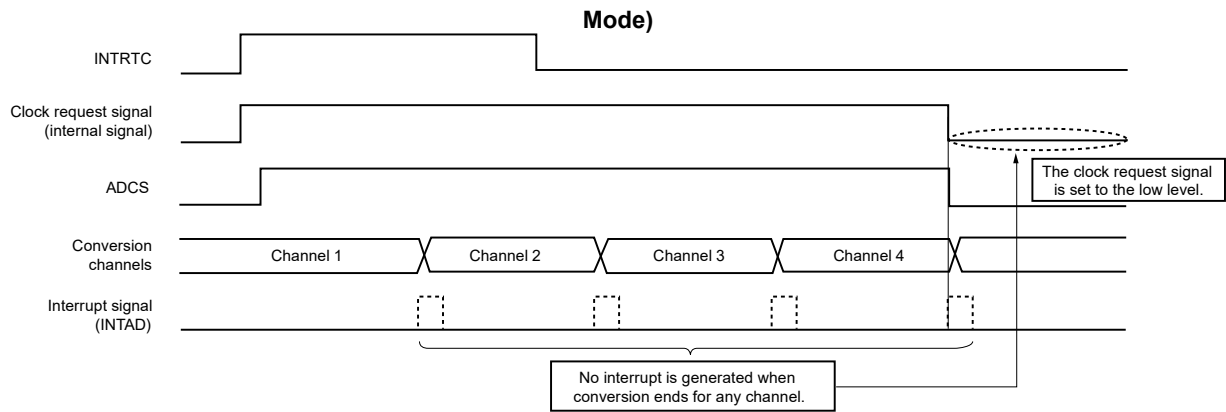 Mode)
INTRTC
Clock request signal
(internal signal)
The clock request signal
is set to the low level.
ADCS
Conversion
channels
Channel 1
Channel 2
Channel 3
Channel 4
Interrupt signal
(INTAD)
No interrupt is generated when
conversion ends for any channel.